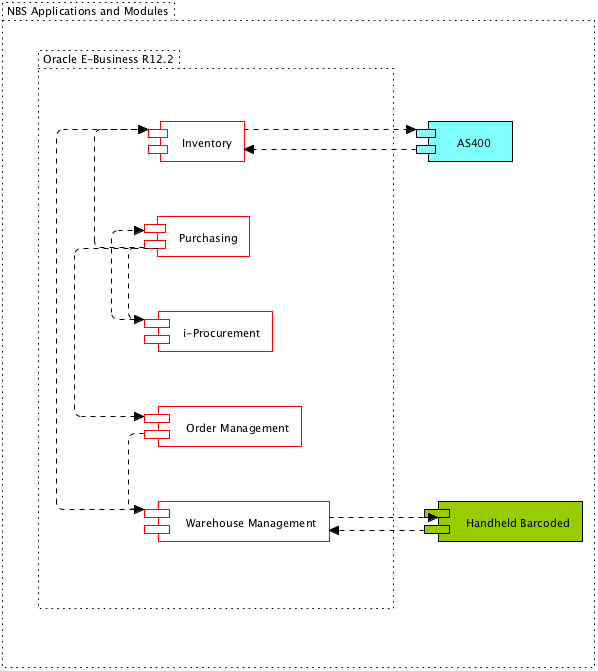 NBS Applications and Modules
Oracle E-Business R12.2
Inventory
AS400
Purchasing
i-Procurement
Order Management
Warehouse Management
Handheld Barcoded